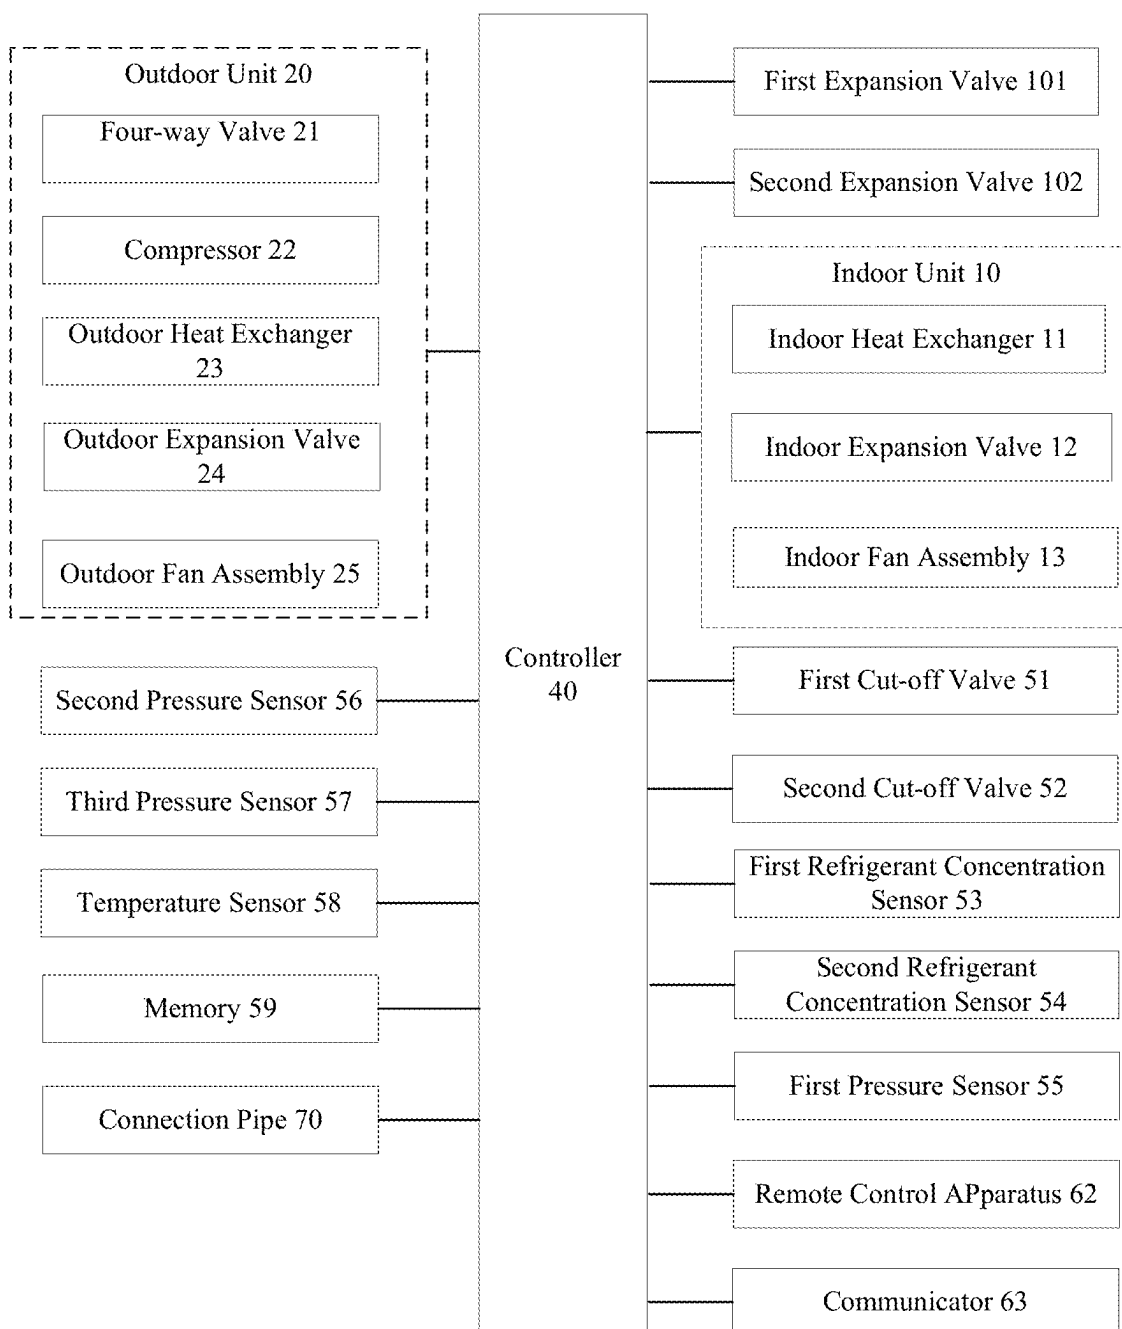 Outdoor Unit 20
Four-way Valve 21
Compressor 22
Outdoor Heat Exchanger
23
Outdoor Expansion Valve
24
Outdoor Fan Assembly 25
Second Pressure Sensor 56
Third Pressure Sensor 57
Temperature Sensor 58
Memory 59
Connection Pipe 70
Controller
40
First Expansion Valve 101
Second Expansion Valve 102
Indoor Unit 10
Indoor Heat Exchanger 11
Indoor Expansion Valve 12
Indoor Fan Assembly 13
First Cut-off Valve 51
Second Cut-off Valve 52
First Refrigerant Concentration
Sensor 53
Second Refrigerant
Concentration Sensor 54
First Pressure Sensor 55
Remote Control APparatus 62
Communicator 63